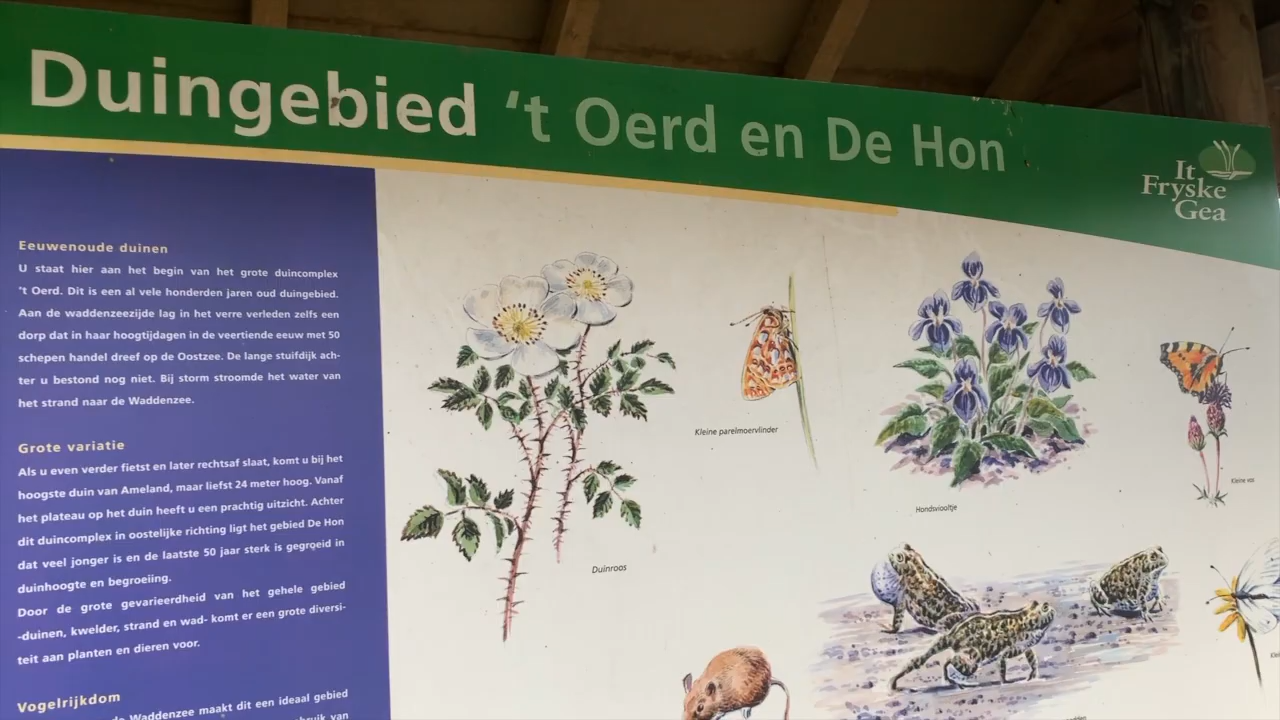 Duingebied 't Oerd en De Hon
It
Fryske
Gea
Eeuwenoude duinen
U staat hier aan het begin van het grote duincomplex
't Oerd. Dit is een al vele honderden jaren oud duingebied.
Aan de waddenzeezijde lag in het verre verleden zelfs een
dorp dat in haar hoogtijdagen in de veertiende eeuw met 50
schepen handel dreef op de Oostzee. De lange stuifdijk ach-
ter u bestond nog niet. Bij storm stroomde het water van
het strand naar de Waddenzee.
Grote variatie
Als u even verder fietst en later rechtsaf slaat, komt u bij het
hoogste duin van Ameland, maar liefst 24 meter hoog. Vanaf
het plateau op het duin heeft u een prachtig uitzicht. Achter
dit duincomplex in oostelijke richting ligt het gebied De Hon
dat veel jonger is en de laatste 50 jaar sterk is gegroeid in
duinhoogte en begroeiing.
Door de grote gevarieerdheid van het gehele gebied
-duinen, kwelder, strand en wad- komt er een grote diversi-
teit aan planten en dieren voor.
Vogelrijkdom
Waddenzee maakt dit een ideaal gebied
van
Duinroos
Kleine parelmoervlinder
Hondsviooltje
Kleine vos